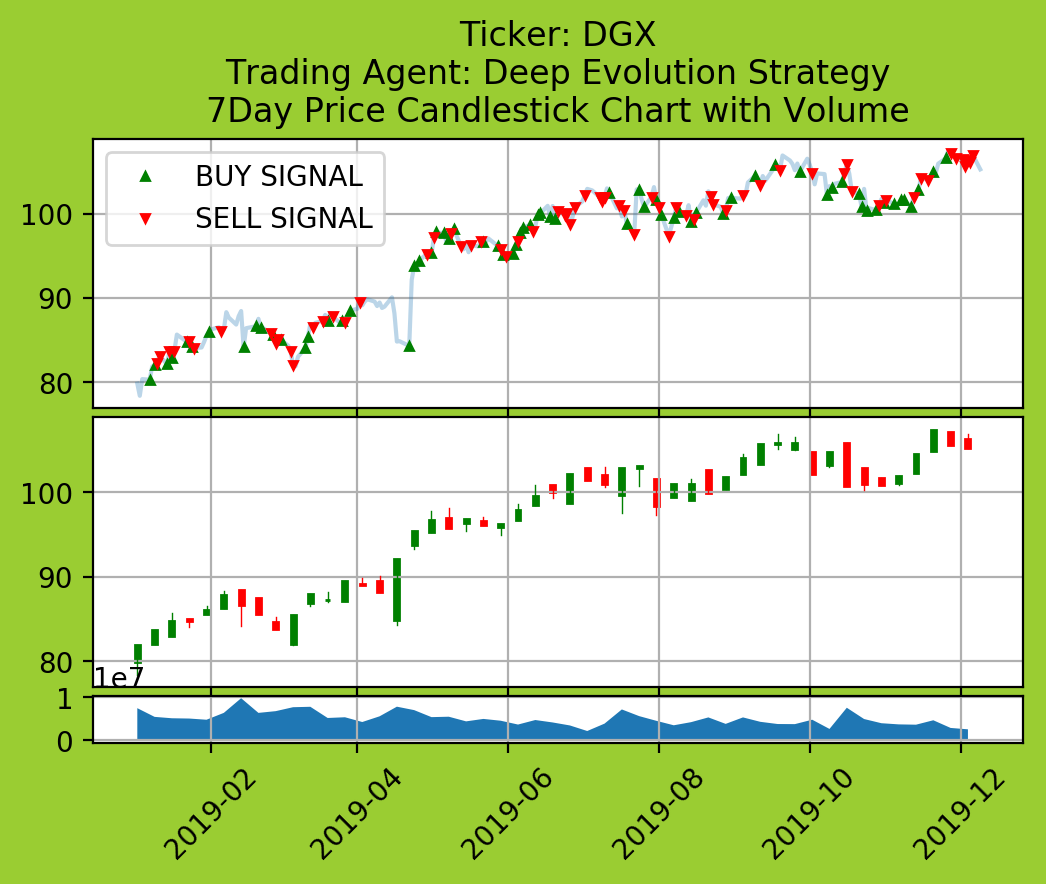 Ticker: DGX
Trading Agent: Deep Evolution Strategy
7Day Price Candlestick Chart with Volume
BUY SIGNAL
SELL SIGNAL
100
90
80
100
90
80
1e7
1
0
2019-02
2019-04
2019-06
2019-08
2019-10
2019-12